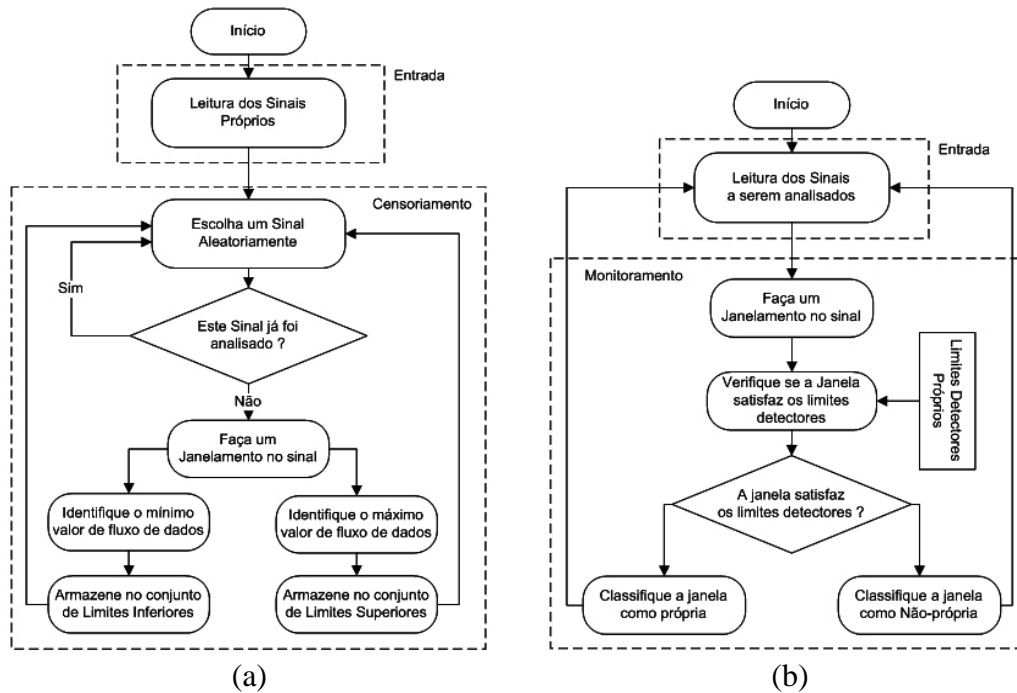 Início
Entrada
Leitura dos Sinais
Próprios
Censoriamento
Escolha um Sinal
Aleatoriamente
Sim
Este Sinal já foi
analisado ?
Não
Faça um
Janelamento no sinal
Identifique o mínimo
valor de fluxo de dados
Identifique o máximo
valor de fluxo de dados
Armazene no conjunto
de Limites Inferiores
Armazene no conjunto
de Limites Superiores
(a)
Início
Entrada
Leitura dos Sinais
a serem analisados
Monitoramento
Faça um
Janelamento no sinal
Verifique se a Janela
satisfaz os limites
detectores
Limites Detectores
Próprios
A janela satisfaz
os limites detectores ?
Classifique a janela
como própria
Classifique a janela
como Não-própria
(b)